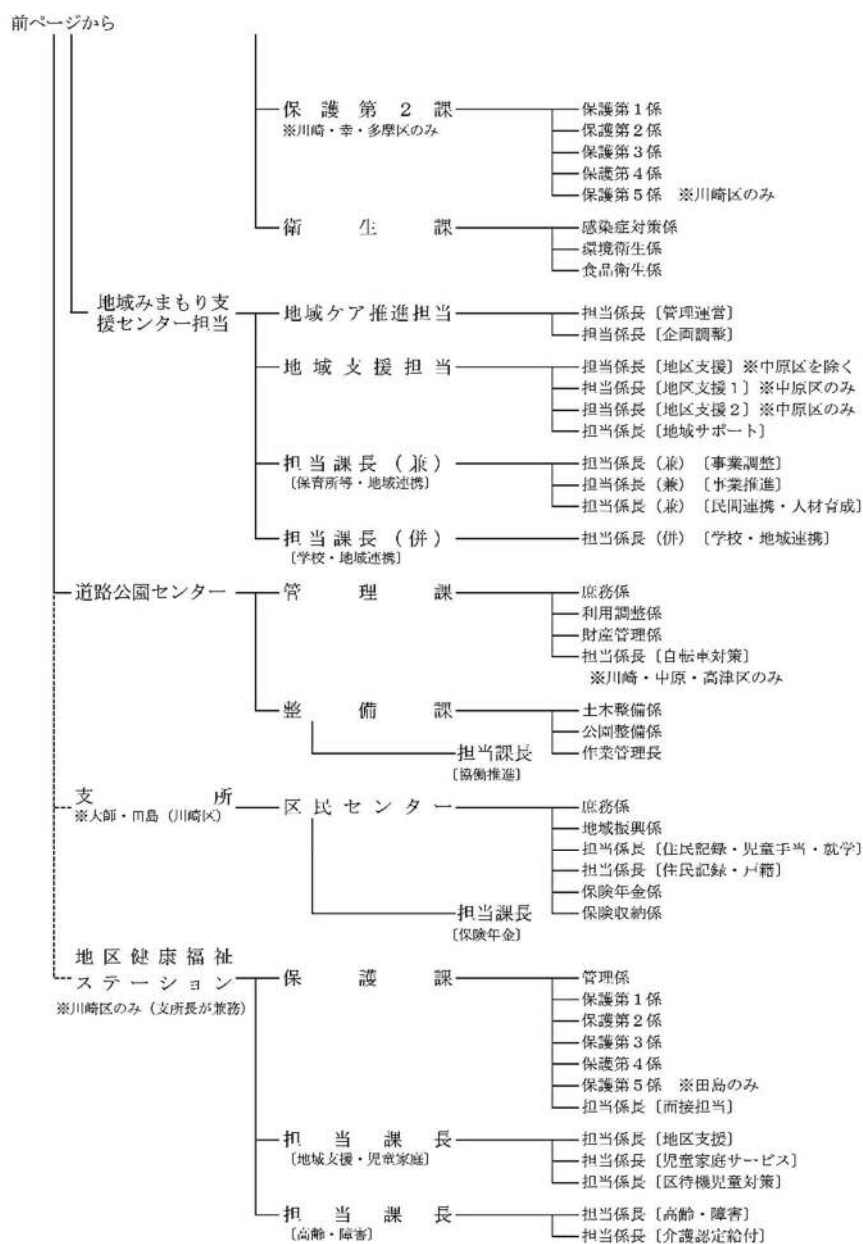 前ページから
保護第２課
※川崎・幸・多摩区のみ
保護第１係
保護第２係
保護第３係
保護第４係
保護第５係　※川崎区のみ
衛生課
感染症対策係
環境衛生係
食品衛生係
地域みまもり支
援センター担当
地域ケア推進担当
担当係長〔管理運営〕
担当係長〔企画調整〕
地域支援担当
担当係長〔地区支援〕※中原区を除く
担当係長〔地区支援１〕※中原区のみ
担当係長〔地区支援２〕※中原区のみ
担当係長〔地域サポート〕
担当課長（兼）
〔保育所等・地域連携〕
担当係長（兼）〔事業調整〕
担当係長（兼）〔事業推進〕
担当係長（兼）〔民間連携・人材育成〕
担当課長（併）
〔学校・地域連携〕
担当係長（併）〔学校・地域連携〕
道路公園センター
管理課
庶務係
利用調整係
財産管理係
担当係長〔自転車対策〕
※川崎・中原・高津区のみ
整備課
土木整備係
公園整備係
作業管理長
担当課長
〔協働推進〕
支所
※大師・田島（川崎区）
区民センター
庶務係
地域振興係
担当係長〔住民記録・児童手当・就学〕
担当係長〔住民記録・戸籍〕
保険年金係
保険収納係
担当課長
〔保険年金〕
地区健康福祉
ステーション
※川崎区のみ（支所長が兼務）
保護課
管理係
保護第１係
保護第２係
保護第３係
保護第４係
保護第５係　※田島のみ
担当係長〔面接担当〕
担当課長
〔地域支援・児童家庭〕
担当係長〔地区支援〕
担当係長〔児童家庭サービス〕
担当係長〔区待機児童対策〕
担当課長
〔高齢・障害〕
担当係長〔高齢・障害〕
担当係長〔介護認定給付〕